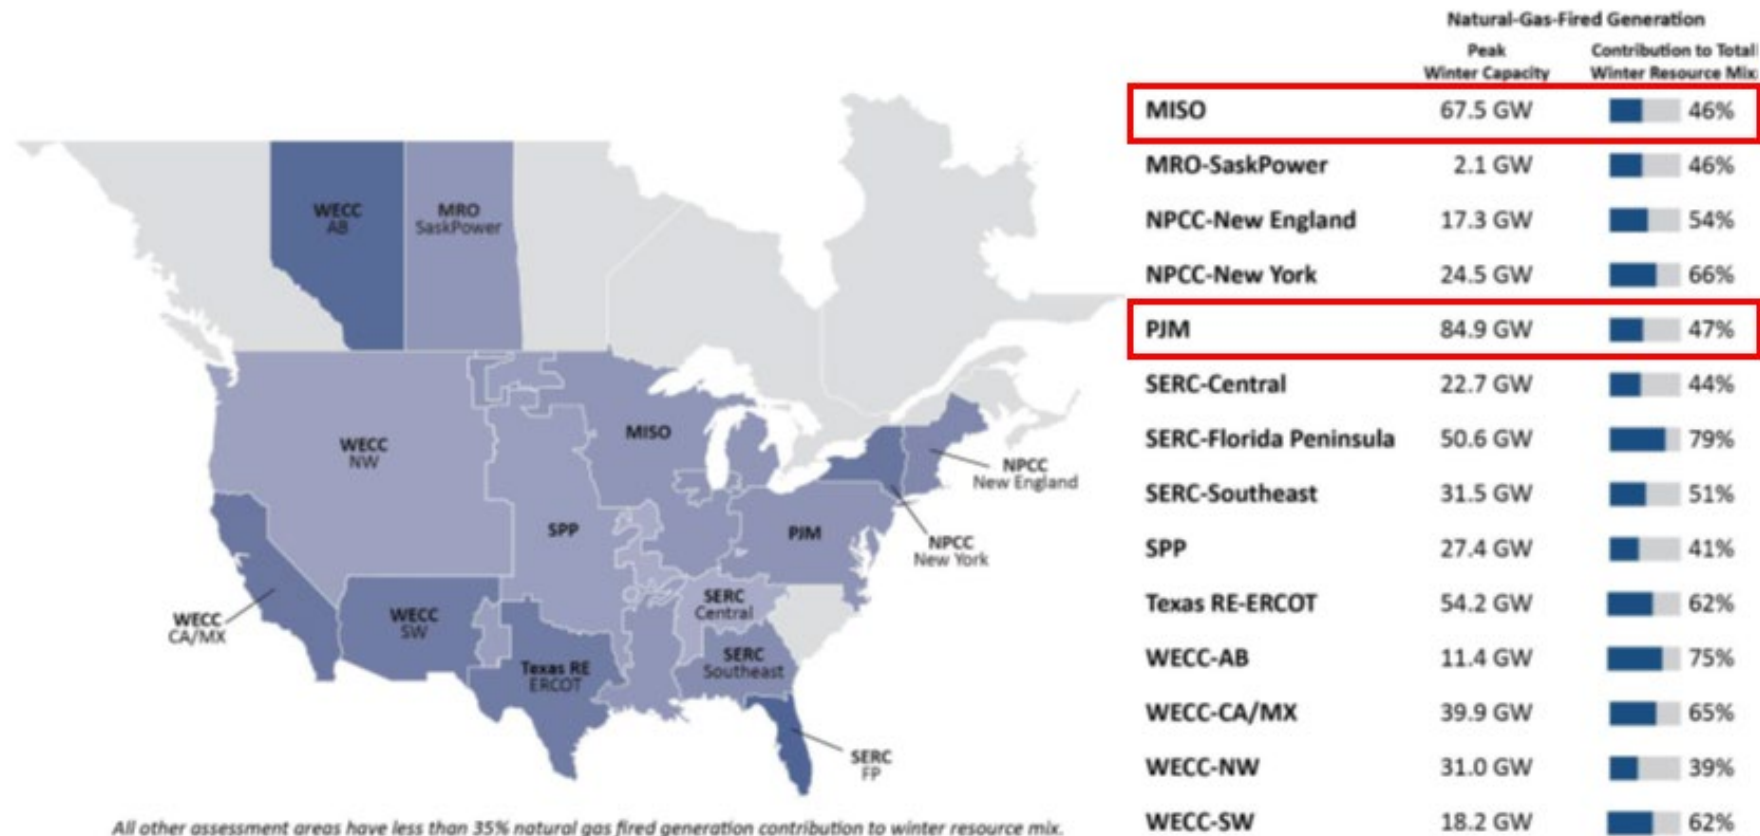 Natural-Gas-Fired Generation
Peak Winter Capacity
Contribution to Total Winter Resource Mix
MISO 67.5 GW 46%
MRO-SaskPower 2.1 GW 46%
NPCC-New England 17.3 GW 54%
NPCC-New York 24.5 GW 66%
PJM 84.9 GW 47%
SERC-Central 22.7 GW 44%
SERC-Florida Peninsula 50.6 GW 79%
SERC-Southeast 31.5 GW 51%
SPP 27.4 GW 41%
Texas RE-ERCOT 54.2 GW 62%
WECC-AB 11.4 GW 75%
WECC-CA/MX 39.9 GW 65%
WECC-NW 31.0 GW 39%
WECC-SW 18.2 GW 62%
WECC
AB
MRO
SaskPower
WECC
NW
MISO
NPCC
New England
SPP
PJM
NPCC
New York
WECC
CA/MX
WECC
SW
SERC
Central
Texas RE
ERCOT
SERC
Southeast
SERC
FP
All other assessment areas have less than 35% natural gas fired generation contribution to winter resource mix.